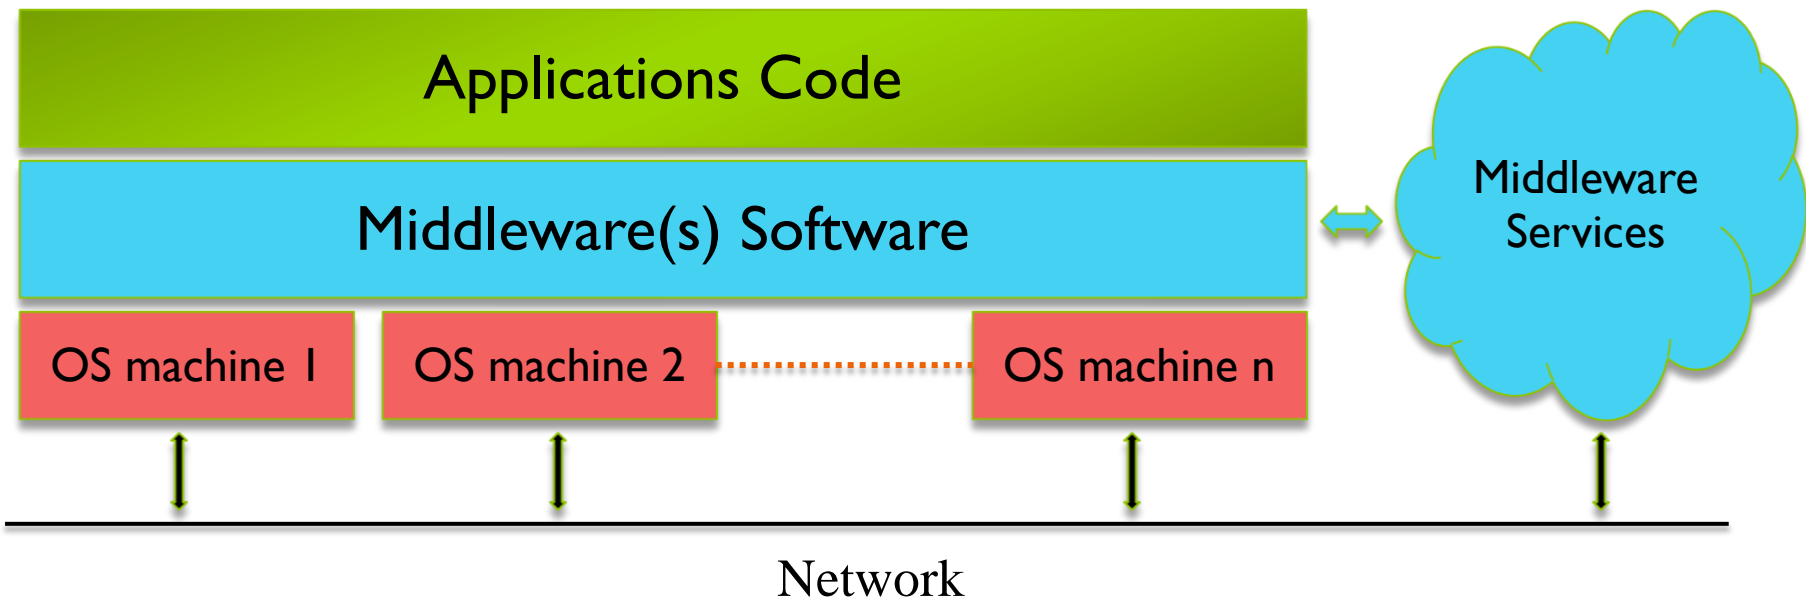 Applications Code
Middleware(s) Software
Middleware
Services
OS machine 1
OS machine 2
OS machine n
Network